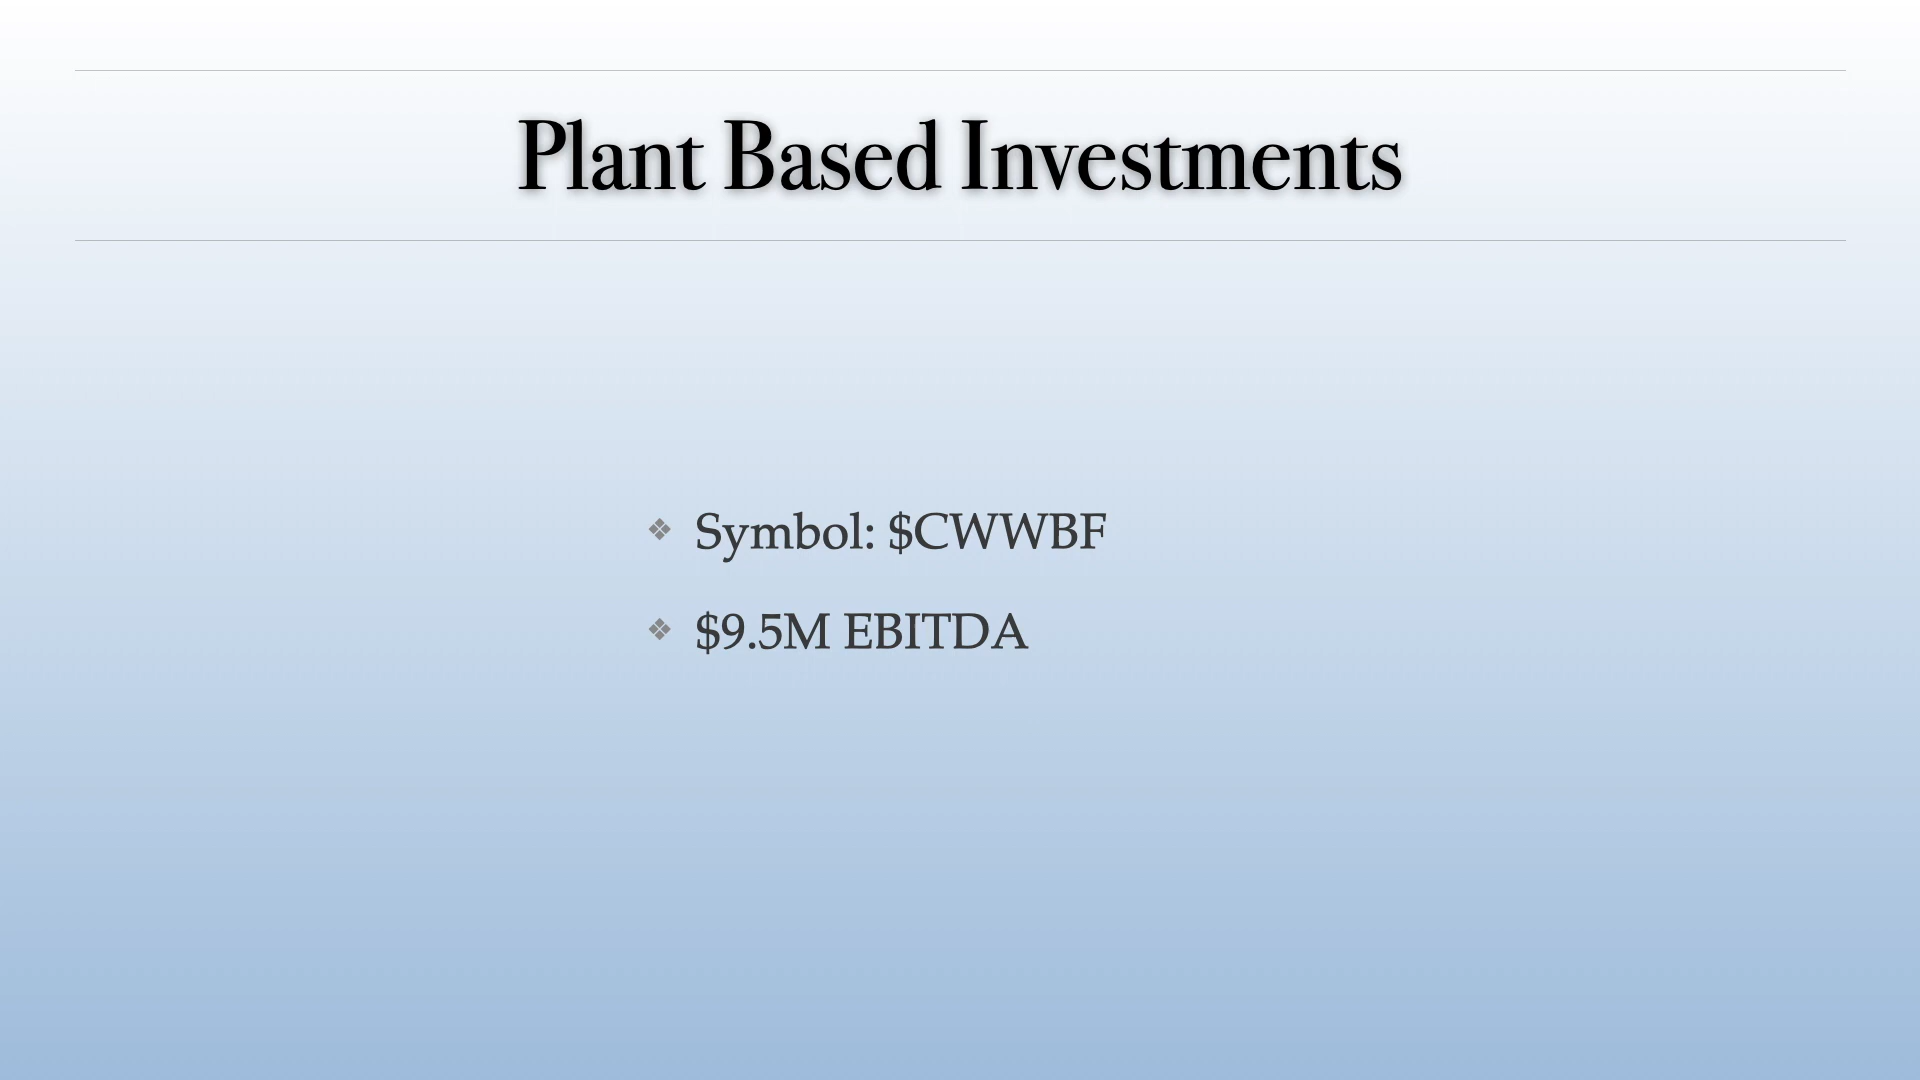 Plant Based Investments
❖ Symbol: $CWWBF
❖ $9.5M EBITDA